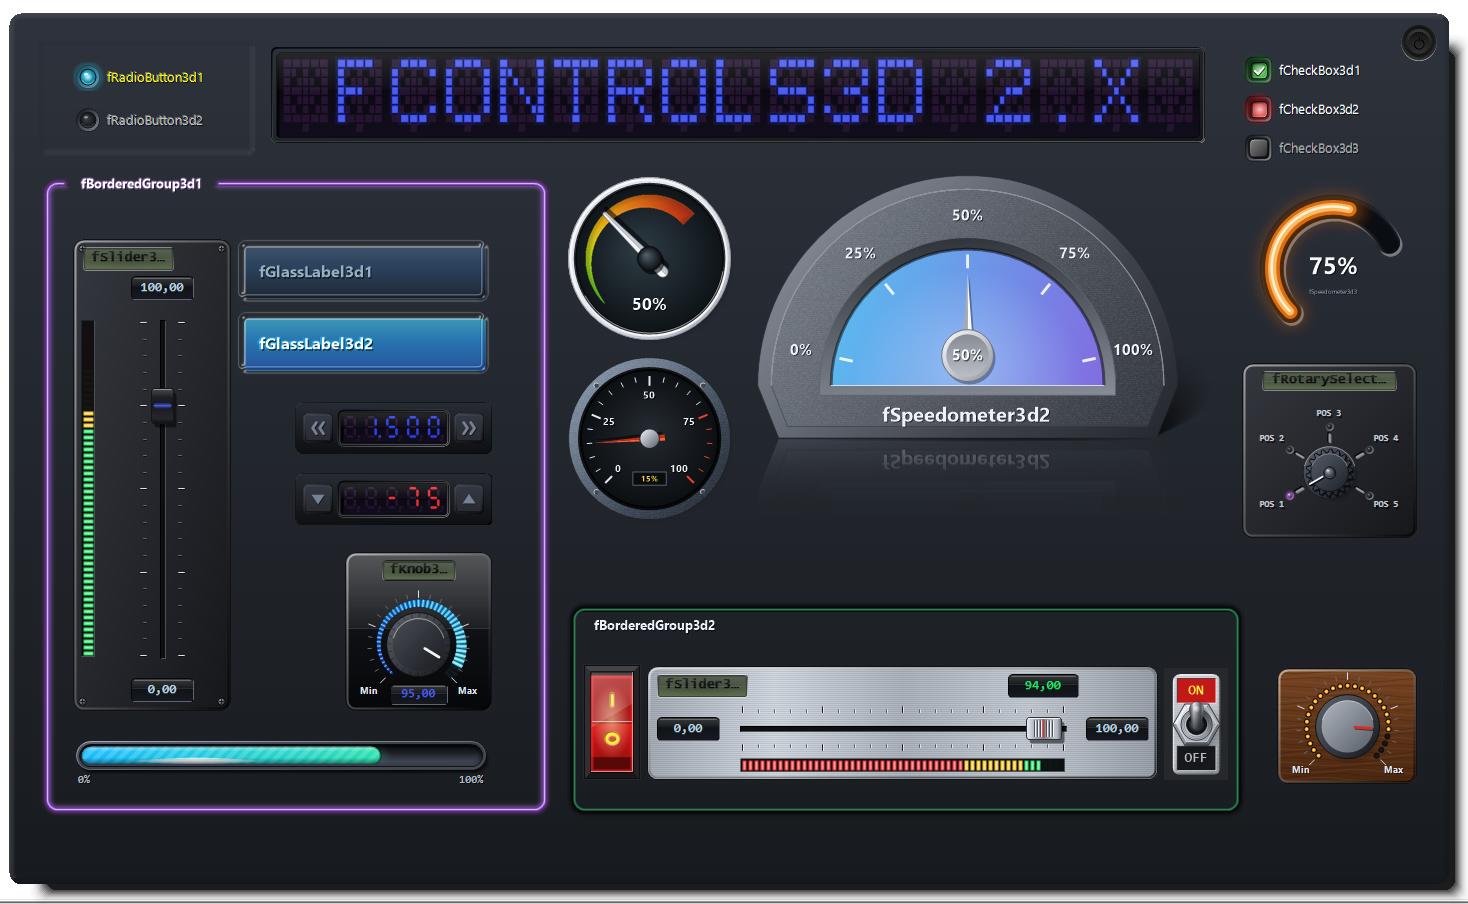 fRadioButton3d1
fRadioButton3d2
FCONTROLS3D 2.X
fCheckBox3d1
fCheckBox3d2
fCheckBox3d3
fBorderedGroup3d1
fSlider3...
100,00
0,00
fGlassLabel3d1
fGlassLabel3d2
1.500
-75
fKnob3...
Min
95,00
Max
0%
100%
50%
0
25
50
75
100
15%
0%
25%
50%
75%
100%
50%
fSpeedometer3d2
75%
fSpeedometer3d3
fRotarySelect...
POS 1
POS 2
POS 3
POS 4
POS 5
fBorderedGroup3d2
I
O
fSlider3...
94,00
0,00
100,00
ON
OFF
Min
Max